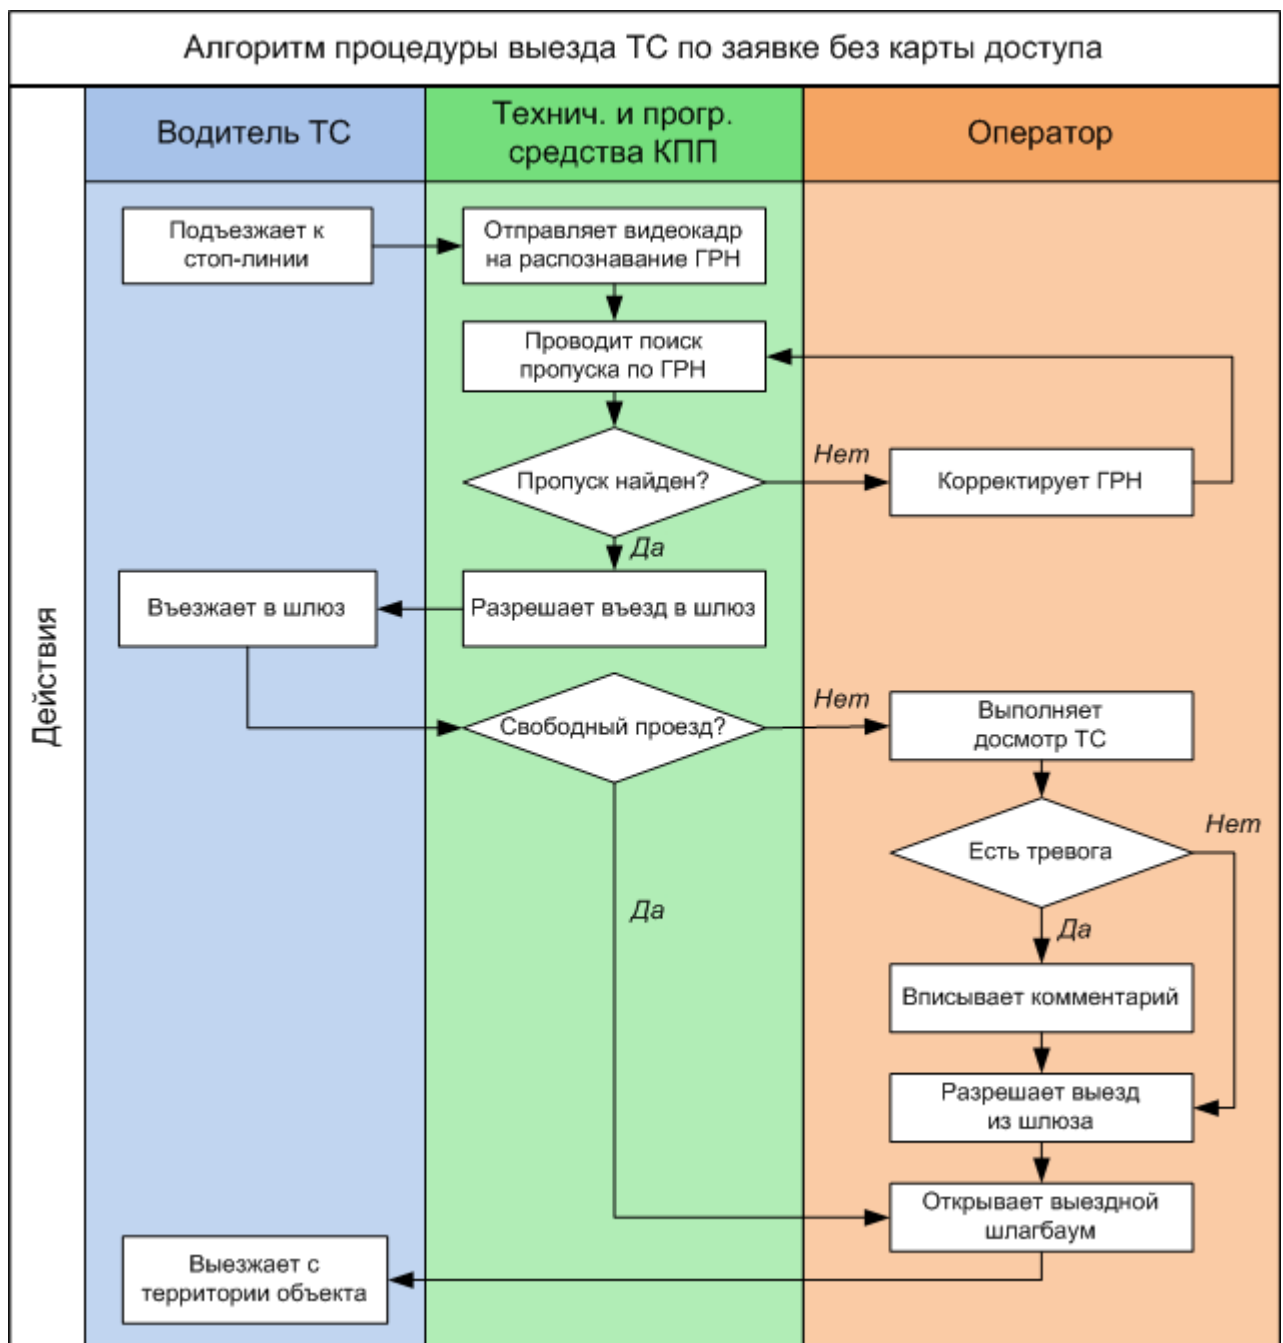 Алгоритм процедуры выезда ТС по заявке без карты доступа
Водитель ТС
Технич. и прогр.
средства КПП
Оператор
Действия
Подъезжает к
стоп-линии
Отправляет видеокадр
на распознавание ГРН
Проводит поиск
пропуска по ГРН
Пропуск найден?
Нет
Корректирует ГРН
Да
Въезжает в шлюз
Разрешает въезд в шлюз
Свободный проезд?
Нет
Выполняет
досмотр ТС
Есть тревога
Нет
Да
Да
Вписывает комментарий
Разрешает выезд
из шлюза
Открывает выездной
шлагбаум
Выезжает с
территории объекта